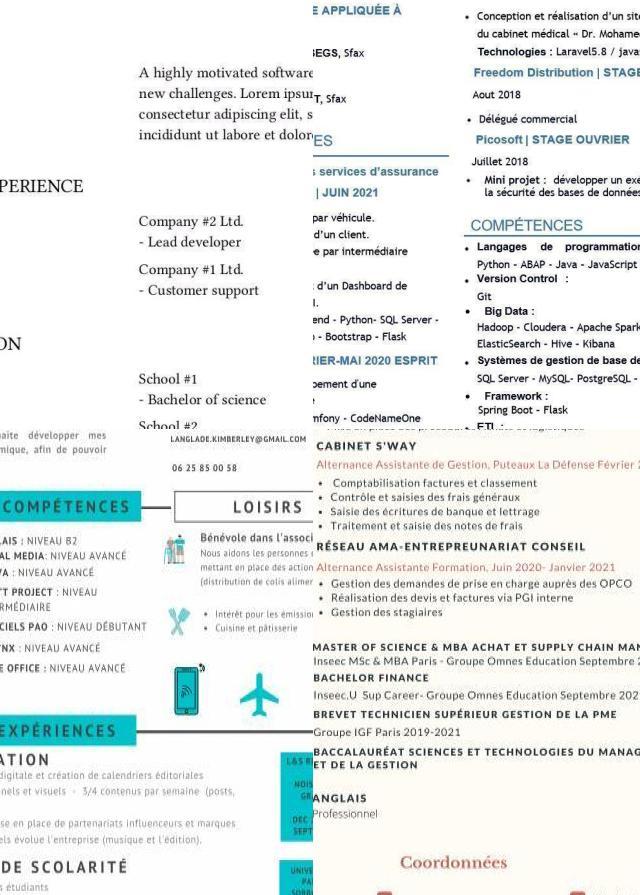 A highly motivated software
new challenges. Lorem ipsum
consectetur adipiscing elit, s
incididunt ut labore et dolor
PERIENCE
Company #2 Ltd.
- Lead developer
Company #1 Ltd.
- Customer support
ON
School #1
- Bachelor of science
School #2
E APPLIQUÉE À
SEGS, Sfax
T, Sfax
ES
s services d'assurance
| JUIN 2021
par véhicule.
d'un client.
e par intermédiaire
d'un Dashboard de
l.
end - Python- SQL Server -
- Bootstrap - Flask
RIER-MAI 2020 ESPRIT
pement d'une
mfony - CodeNameOne
• Conception et réalisation d'un site
du cabinet médical « Dr. Mohame
Technologies : Laravel5.8 / java
Freedom Distribution | STAGE
Aout 2018
• Délégué commercial
Picosoft | STAGE OUVRIER
Juillet 2018
• Mini projet : développer un exe
la sécurité des bases de données
COMPÉTENCES
• Langages de programmation
Python - ABAP - Java - JavaScript
• Version Control :
Git
• Big Data :
Hadoop - Cloudera - Apache Spark
ElasticSearch - Hive - Kibana
• Systèmes de gestion de base de
SQL Server - MySQL- PostgreSQL -
• Framework :
Spring Boot - Flask
• ETL
haite développer mes
mique, afin de pouvoir
LANGLADE.KIMBERLEY@GMAIL.COM
06 25 85 00 58
COMPÉTENCES
LAIS : NIVEAU B2
AL MEDIA: NIVEAU AVANCÉ
VA : NIVEAU AVANCÉ
TT PROJECT : NIVEAU
ERMÉDIAIRE
ICIELS PAO : NIVEAU DÉBUTANT
YNX : NIVEAU AVANCÉ
E OFFICE : NIVEAU AVANCÉ
LOISIRS
Bénévole dans l'associ
Nous aidons les personnes s
mettant en place des action
(distribution de colis alimen
• Intérêt pour les émission
• Cuisine et pâtisserie
EXPÉRIENCES
ATION
digitale et création de calendriers éditoriales
nels et visuels - 3/4 contenus par semaine (posts,
se en place de partenariats influenceurs et marques
els évolue l'entreprise (musique et l'édition).
L&S
NOIS
GR
DEC
SEPT
DE SCOLARITÉ
s étudiants
UNIVE
PA
SORB
CABINET S'WAY
Alternance Assistante de Gestion, Puteaux La Défense Février 2
• Comptabilisation factures et classement
• Contrôle et saisies des frais généraux
• Saisie des écritures de banque et lettrage
• Traitement et saisie des notes de frais
RÉSEAU AMA-ENTREPRENARIAT CONSEIL
Alternance Assistante Formation, Juin 2020- Janvier 2021
• Gestion des demandes de prise en charge auprès des OPCO
• Réalisation des devis et factures via PGI interne
• Gestion des stagiaires
MASTER OF SCIENCE & MBA ACHAT ET SUPPLY CHAIN MAN
Inseec MSc & MBA Paris - Groupe Omnes Education Septembre 2
BACHELOR FINANCE
Inseec.U Sup Career- Groupe Omnes Education Septembre 202
BREVET TECHNICIEN SUPÉRIEUR GESTION DE LA PME
Groupe IGF Paris 2019-2021
BACCALAURÉAT SCIENCES ET TECHNOLOGIES DU MANAG
ET DE LA GESTION
ANGLAIS
Professionnel
Coordonnées